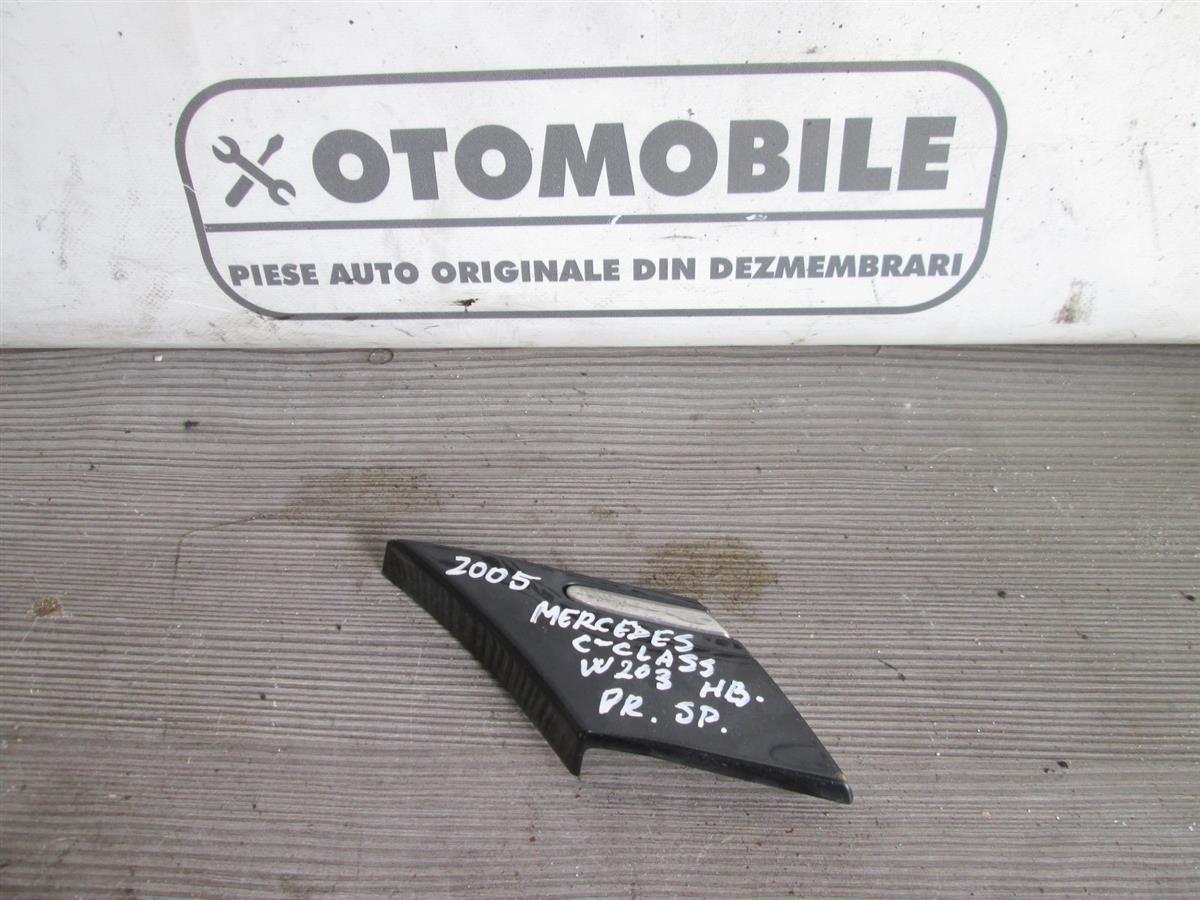 OTOMOBILE
PIESE AUTO ORIGINALE DIN DEZMEMBRARI
2005
MERCEDES
C-CLASS
W203 HB.
DR. SP.